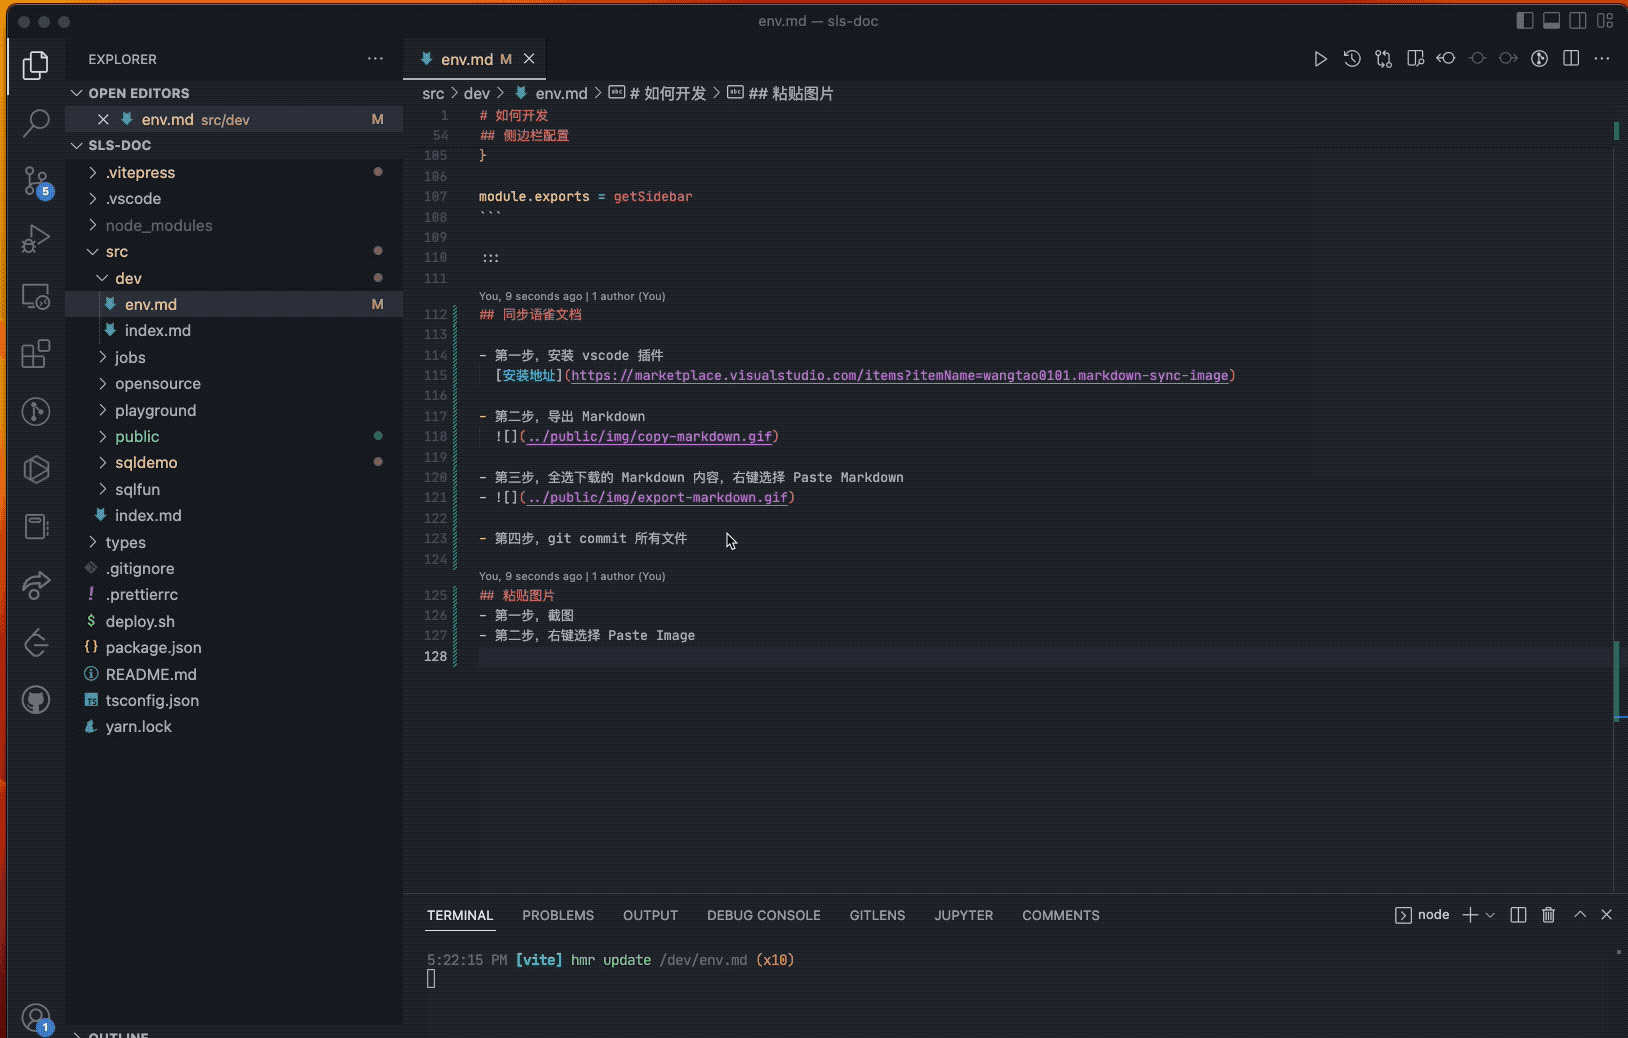 env.md — sls-doc
EXPLORER
env.md M
OPEN EDITORS
env.md src/dev M
SLS-DOC
.vitepress
.vscode
node_modules
src
dev
env.md M
index.md
jobs
opensource
playground
public
sqldemo
sqlfun
index.md
types
.gitignore
.prettierrc
deploy.sh
package.json
README.md
tsconfig.json
yarn.lock
OUTLINE
5
1
src > dev > env.md > # 如何开发 > ## 粘贴图片
1 # 如何开发
54 ## 侧边栏配置
105 }
106
107 module.exports = getSidebar
108 ```
109
110 :::
111
You, 9 seconds ago | 1 author (You)
112 ## 同步语雀文档
113
114 - 第一步，安装 vscode 插件
115 [安装地址](https://marketplace.visualstudio.com/items?itemName=wangtao0101.markdown-sync-image)
116
117 - 第二步，导出 Markdown
118 ![](../public/img/copy-markdown.gif)
119
120 - 第三步，全选下载的 Markdown 内容，右键选择 Paste Markdown
121 - ![](../public/img/export-markdown.gif)
122
123 - 第四步，git commit 所有文件
124
You, 9 seconds ago | 1 author (You)
125 ## 粘贴图片
126 - 第一步，截图
127 - 第二步，右键选择 Paste Image
128
TERMINAL PROBLEMS OUTPUT DEBUG CONSOLE GITLENS JUPYTER COMMENTS
node
5:22:15 PM [vite] hmr update /dev/env.md (x10)